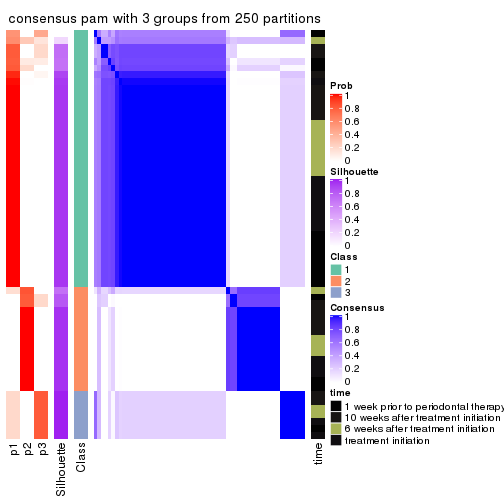 consensus pam with 3 groups from 250 partitions
Prob
1
0.8
0.6
0.4
0.2
0
Silhouette
1
0.8
0.6
0.4
0.2
0
Class
1
2
3
Consensus
1
0.8
0.6
0.4
0.2
0
time
1 week prior to periodontal therapy
10 weeks after treatment initiation
6 weeks after treatment initiation
treatment initiation
p1
p2
p3
Silhouette
Class
time